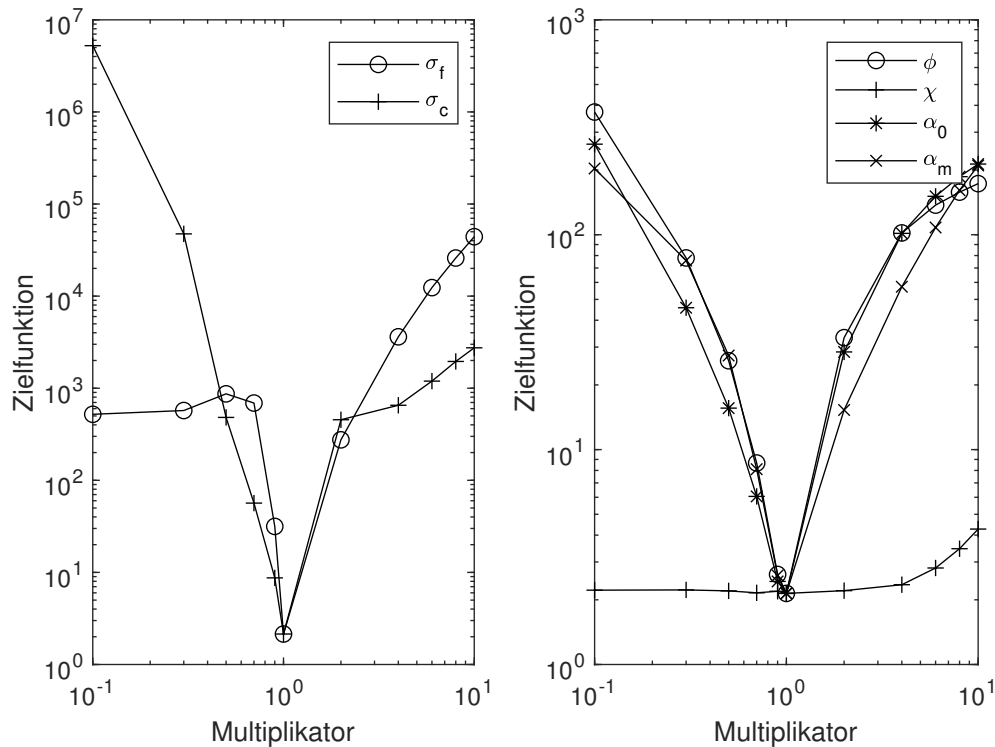 10^7
10^6
10^5
10^4
10^3
10^2
10^1
10^0
10^-1
10^0
10^1
Zielfunktion
Multiplikator
σ_f
σ_c
10^3
10^2
10^1
10^0
10^-1
10^0
10^1
Zielfunktion
Multiplikator
ϕ
χ
α_0
α_m